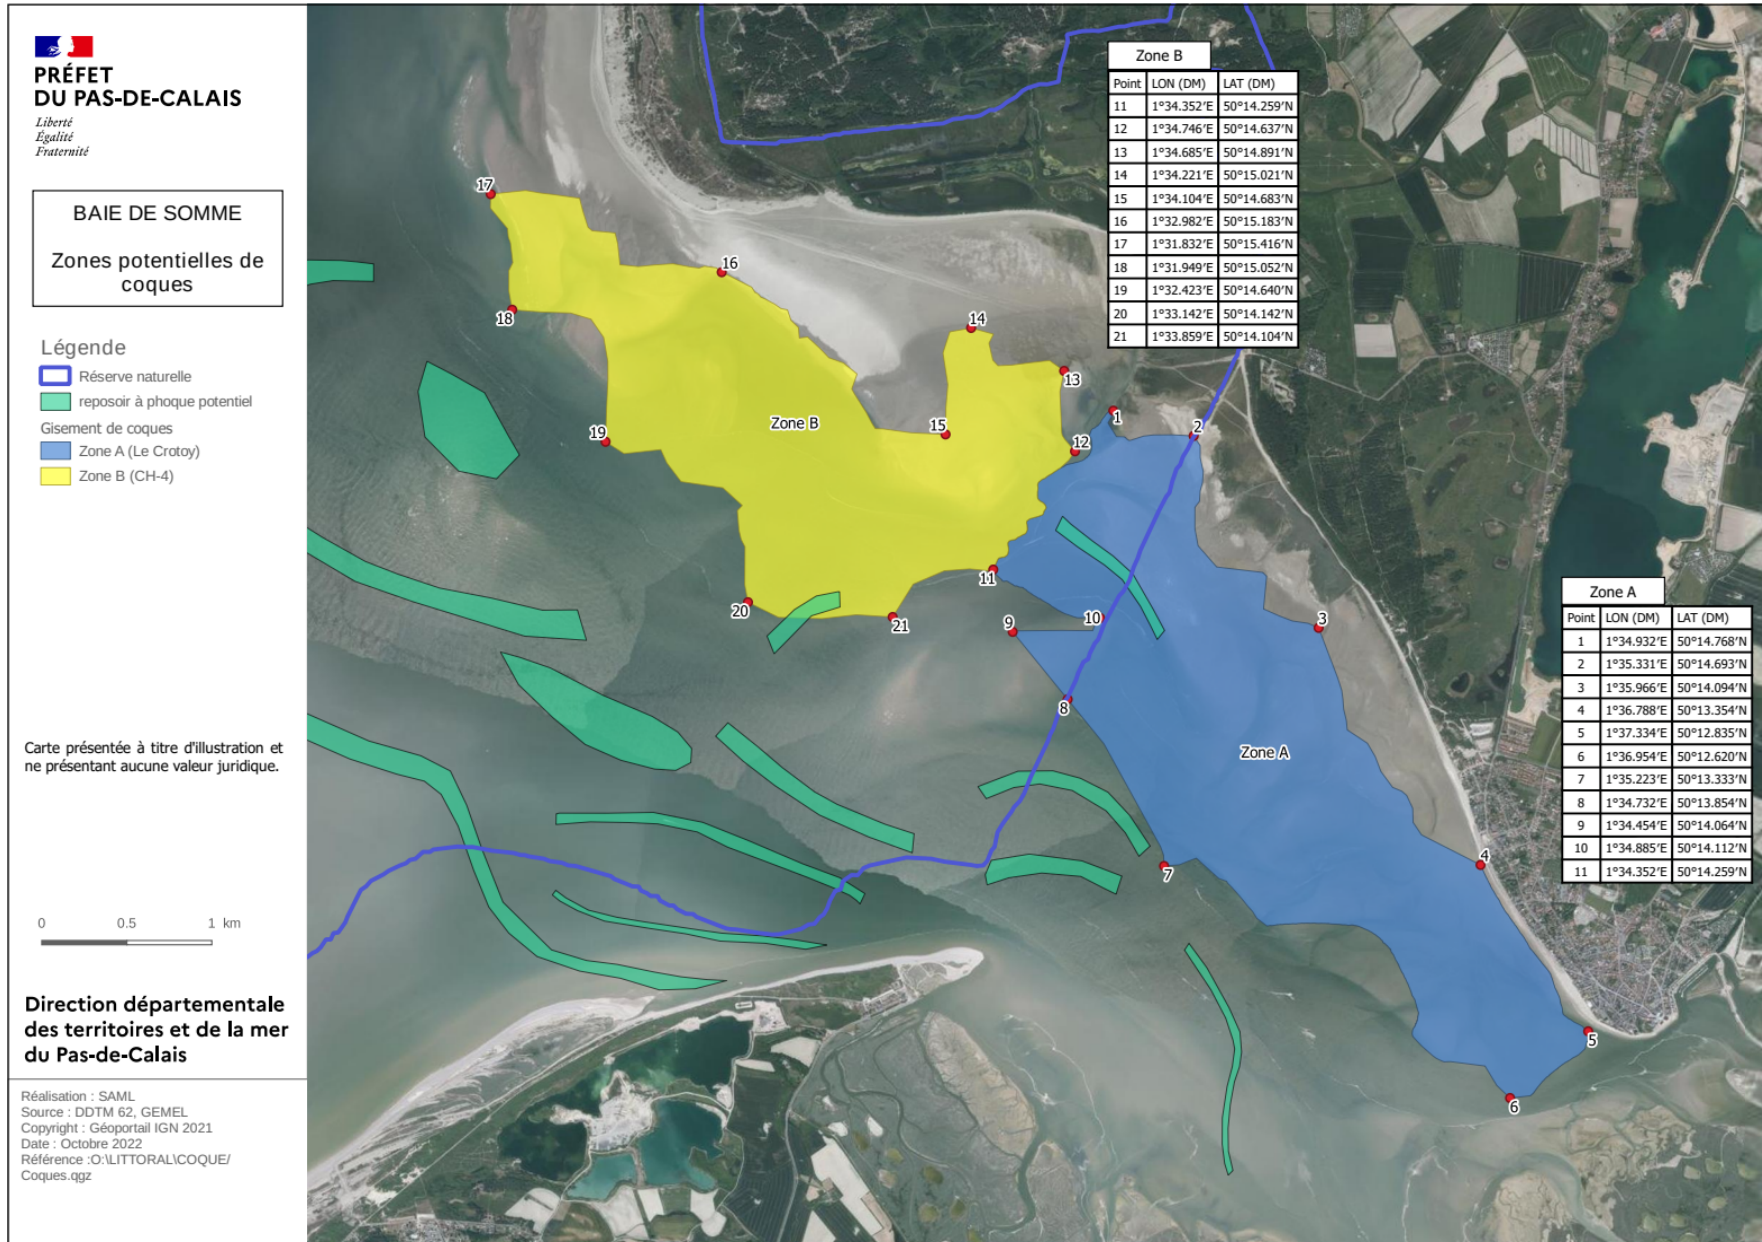 PRÉFET
DU PAS-DE-CALAIS
Liberté
Égalité
Fraternité
BAIE DE SOMME
Zones potentielles de
coques
Légende
Réserve naturelle
reposoir à phoque potentiel
Gisement de coques
Zone A (Le Crotoy)
Zone B (CH-4)
Carte présentée à titre d'illustration et
ne présentant aucune valeur juridique.
0 0.5 1 km
Direction départementale
des territoires et de la mer
du Pas-de-Calais
Réalisation : SAML
Source : DDTM 62, GEMEL
Copyright : Géoportail IGN 2021
Date : Octobre 2022
Référence :O:\LITTORAL\COQUE/
Coques.qgz
Zone B
Point LON (DM) LAT (DM)
11 1°34.352'E 50°14.259'N
12 1°34.746'E 50°14.637'N
13 1°34.685'E 50°14.891'N
14 1°34.221'E 50°15.021'N
15 1°34.104'E 50°14.683'N
16 1°32.982'E 50°15.183'N
17 1°31.832'E 50°15.416'N
18 1°31.949'E 50°15.052'N
19 1°32.423'E 50°14.640'N
20 1°33.142'E 50°14.142'N
21 1°33.859'E 50°14.104'N
17
16
18
14
13
1
Zone B
15
2
19
12
11
20
21
9
10
3
8
Zone A
7
4
5
6
Zone A
Point LON (DM) LAT (DM)
1 1°34.932'E 50°14.768'N
2 1°35.331'E 50°14.693'N
3 1°35.966'E 50°14.094'N
4 1°36.788'E 50°13.354'N
5 1°37.334'E 50°12.835'N
6 1°36.954'E 50°12.620'N
7 1°35.223'E 50°13.333'N
8 1°34.732'E 50°13.854'N
9 1°34.454'E 50°14.064'N
10 1°34.885'E 50°14.112'N
11 1°34.352'E 50°14.259'N